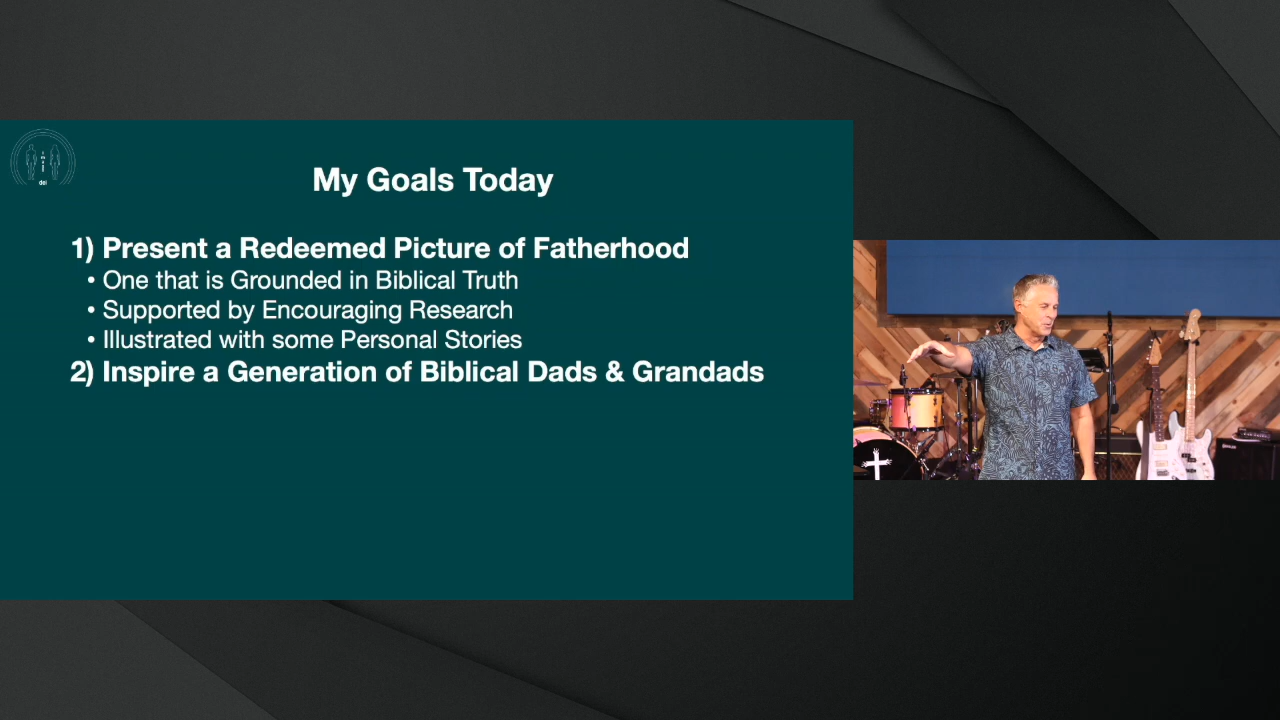 dei
My Goals Today
1) Present a Redeemed Picture of Fatherhood
• One that is Grounded in Biblical Truth
• Supported by Encouraging Research
• Illustrated with some Personal Stories
2) Inspire a Generation of Biblical Dads & Grandads